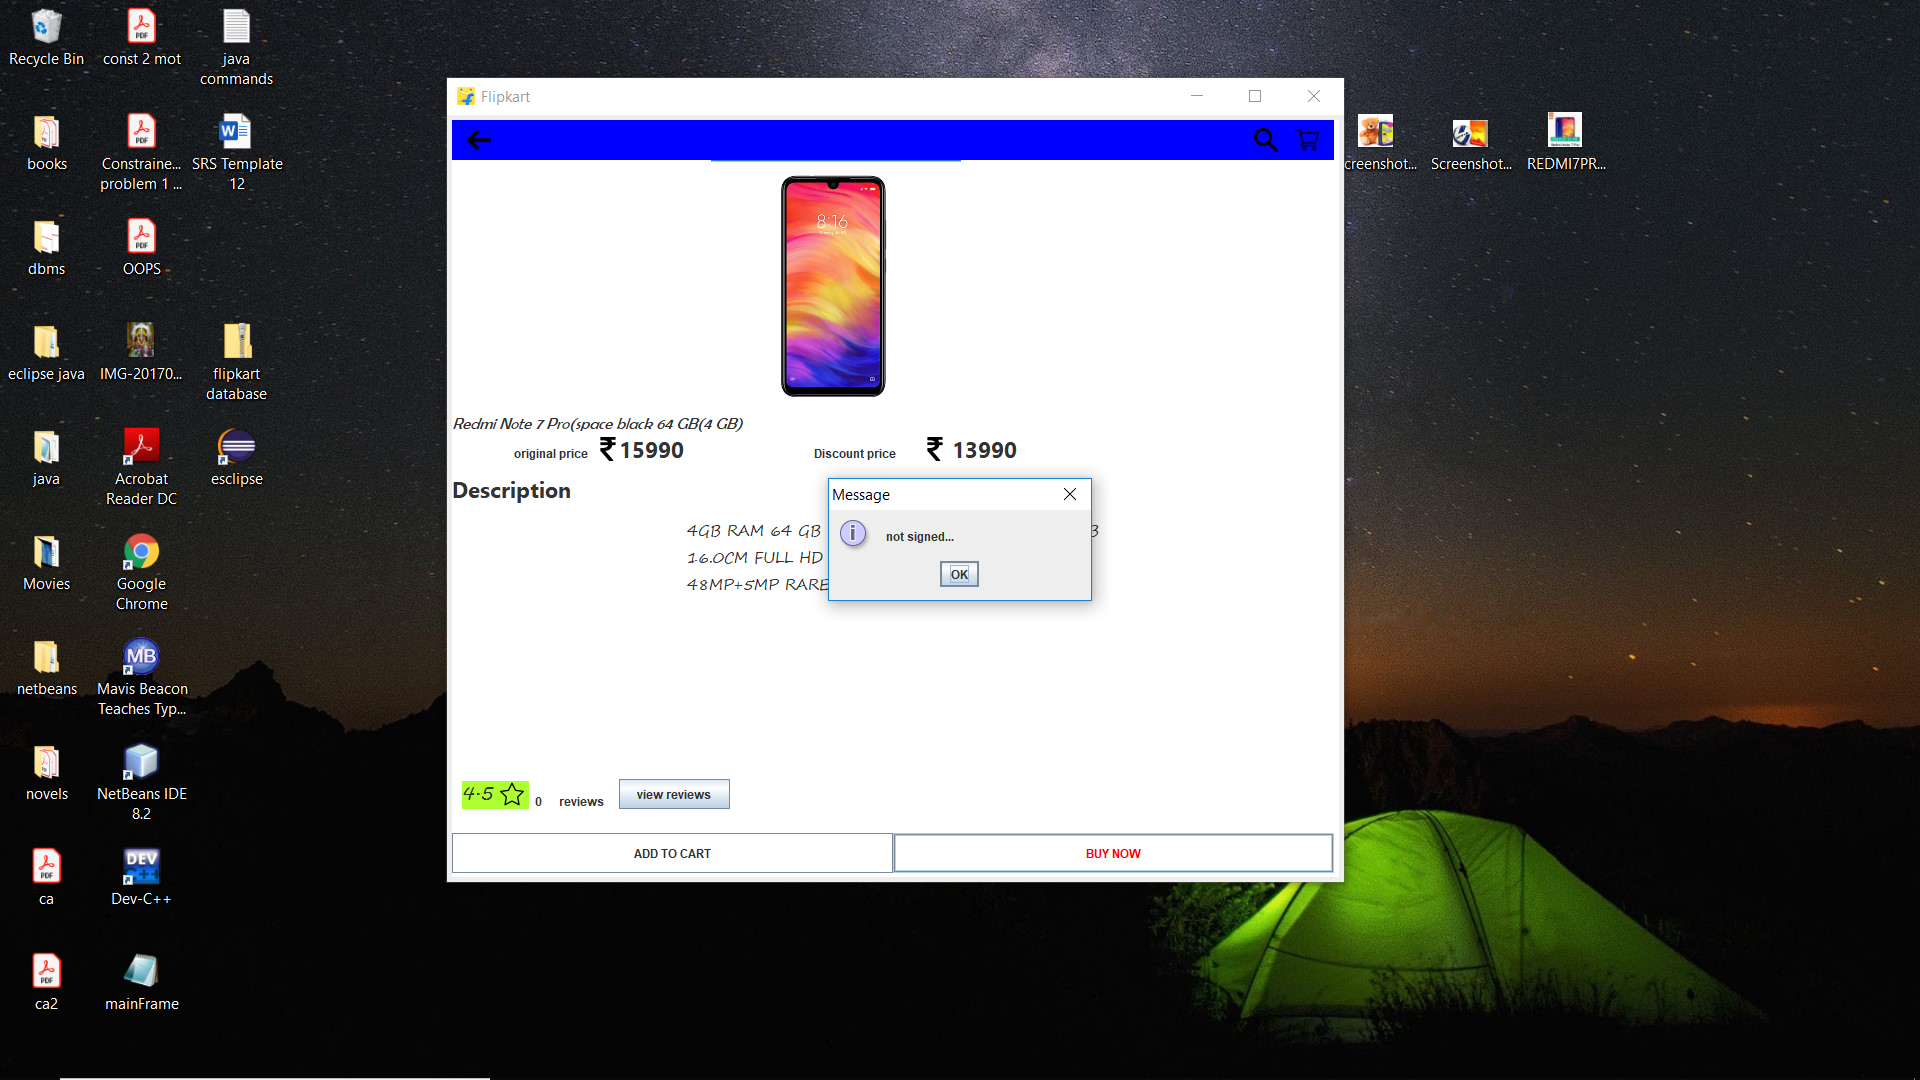 Recycle Bin
const 2 mot
java
commands
books
Constraine...
problem 1 ...
SRS Template
12
dbms
OOPS
eclipse java
IMG-20170...
flipkart
database
java
Acrobat
Reader DC
esclipse
Movies
Google
Chrome
netbeans
MB
Mavis Beacon
Teaches Typ...
novels
NetBeans IDE
8.2
ca
DEV
C++
Dev-C++
ca2
mainFrame
Flipkart
8:16
Redmi Note 7 Pro(space black 64 GB(4 GB)
original price ₹ 15990
Discount price ₹ 13990
Description
4GB RAM 64 GB
16.0CM FULL HD
48MP+5MP RARE
Message
not signed...
OK
4.5
0 reviews
view reviews
ADD TO CART
BUY NOW
creenshot...
Screenshot...
REDMI7PR...